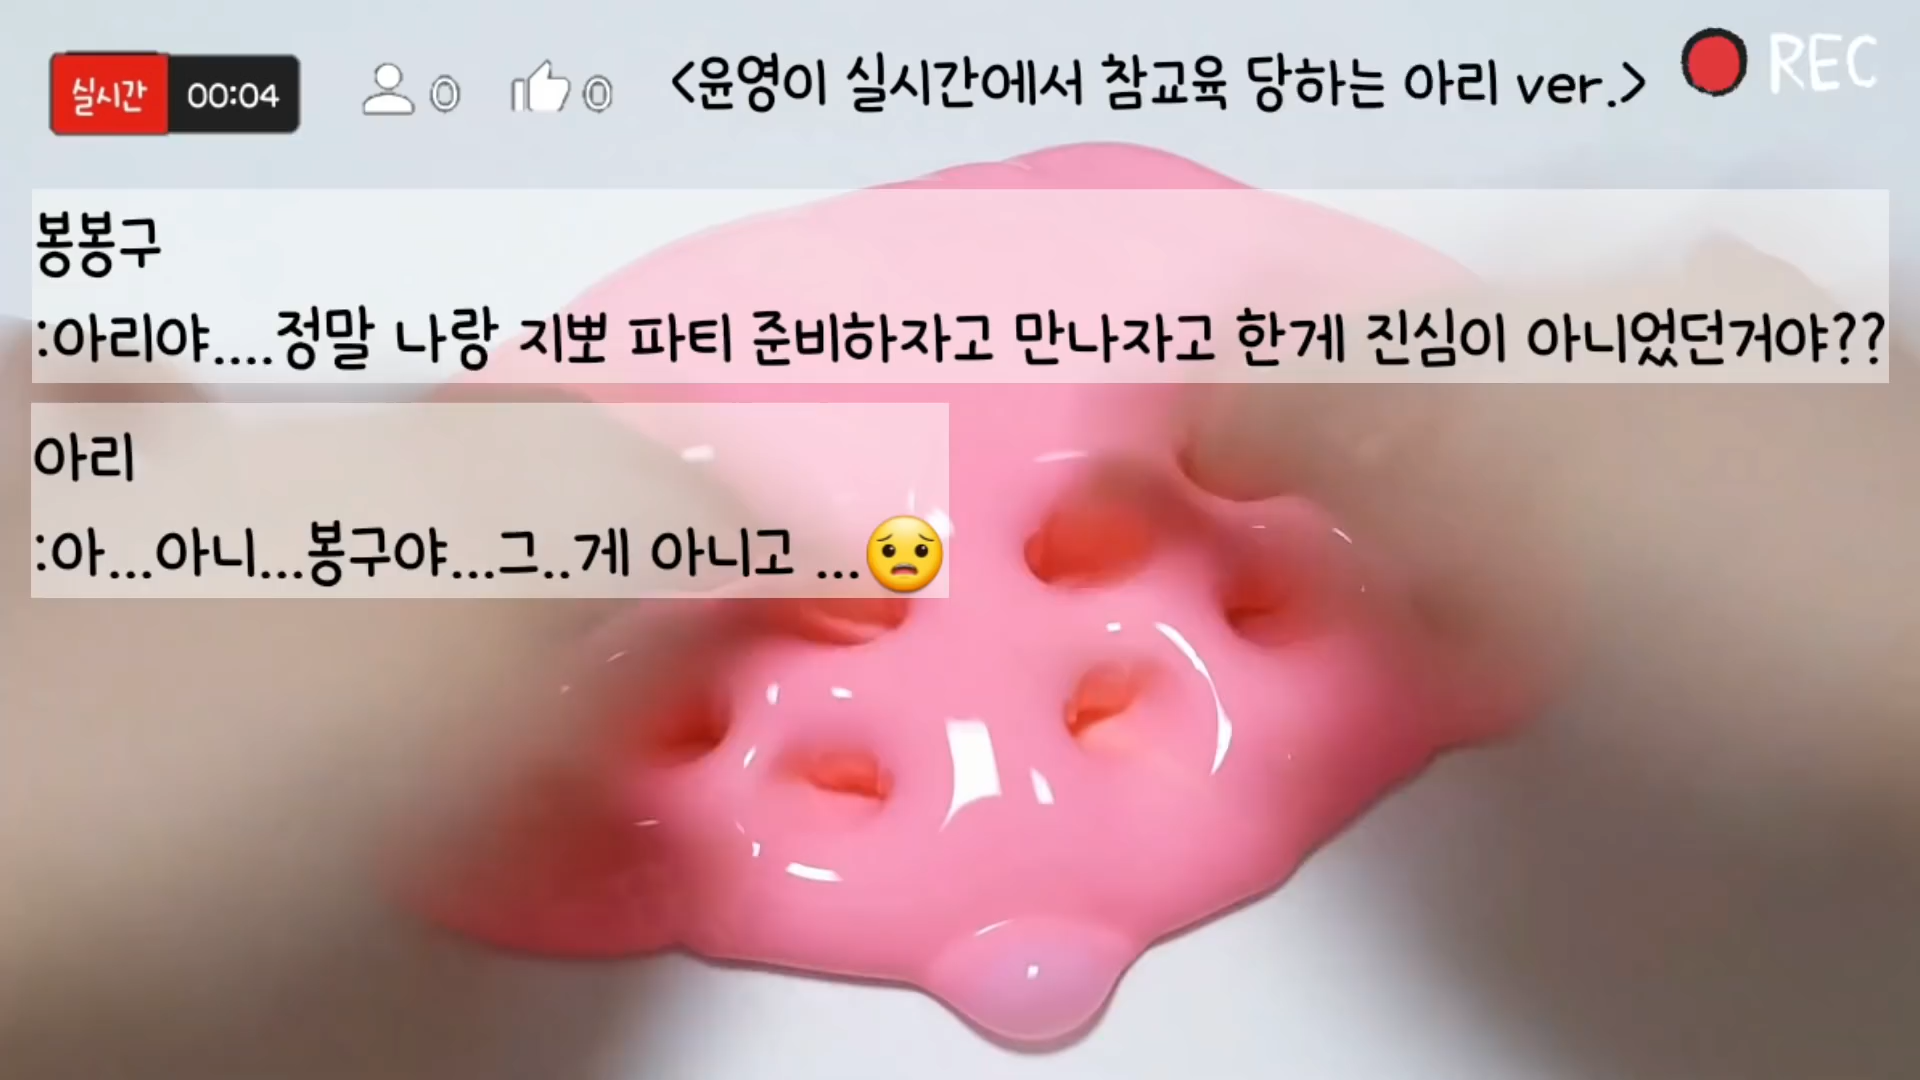 실시간 00:04 0 0 <윤영이 실시간에서 참교육 당하는 아리 ver.> REC
봉봉구
:아리야....정말 나랑 지뽀 파티 준비하자고 만나자고 한게 진심이 아니었던거야??
아리
:아...아니...봉구야...그..게 아니고 ...😟